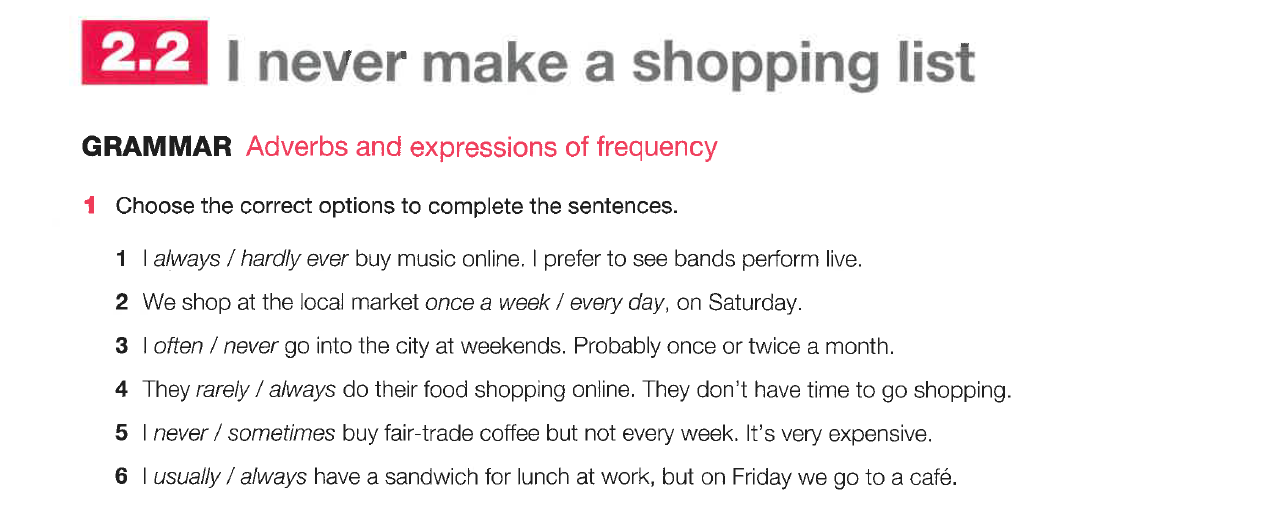 2.2 I never make a shopping list
GRAMMAR Adverbs and expressions of frequency
1 Choose the correct options to complete the sentences.
1 I always / hardly ever buy music online. I prefer to see bands perform live.
2 We shop at the local market once a week / every day, on Saturday.
3 I often / never go into the city at weekends. Probably once or twice a month.
4 They rarely / always do their food shopping online. They don't have time to go shopping.
5 I never / sometimes buy fair-trade coffee but not every week. It's very expensive.
6 I usually / always have a sandwich for lunch at work, but on Friday we go to a café.